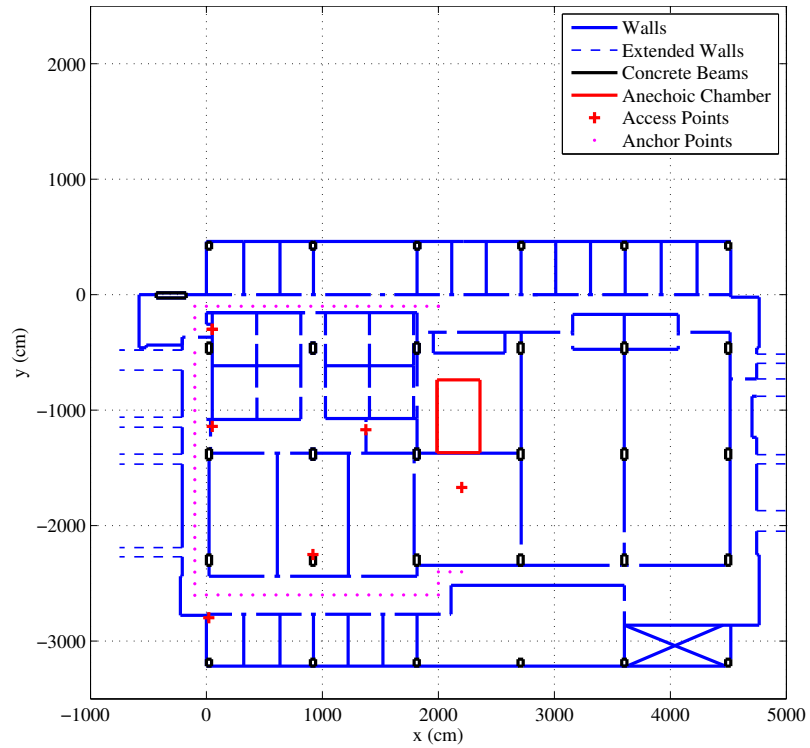 Walls
Extended Walls
Concrete Beams
Anechoic Chamber
Access Points
Anchor Points
2000
1000
0
−1000
−2000
−3000
y (cm)
−1000 0 1000 2000 3000 4000 5000
x (cm)